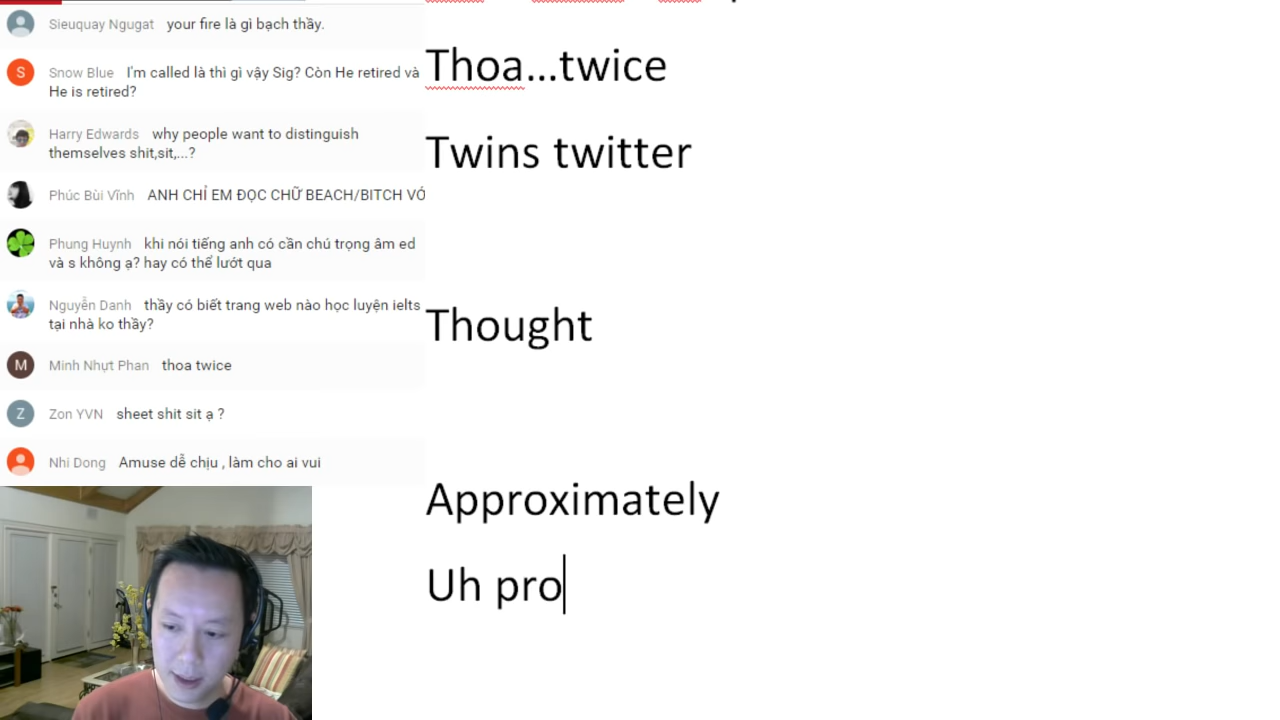 Sieuquay Ngugat your fire là gì bạch thầy.
Snow Blue I'm called là thì gì vậy Sig? Còn He retired và
He is retired?
Harry Edwards why people want to distinguish
themselves shit,sit,...?
Phúc Bùi Vĩnh ANH CHỈ EM ĐỌC CHỮ BEACH/BITCH VỚ
Phung Huynh khi nói tiếng anh có cần chú trọng âm ed
và s không ạ? hay có thể lướt qua
Nguyễn Danh thầy có biết trang web nào học luyện ielts
tại nhà ko thầy?
M Minh Nhựt Phan thoa twice
Z Zon YVN sheet shit sit ạ ?
Nhi Dong Amuse dễ chịu , làm cho ai vui
Thoa...twice
Twins twitter
Thought
Approximately
Uh pro